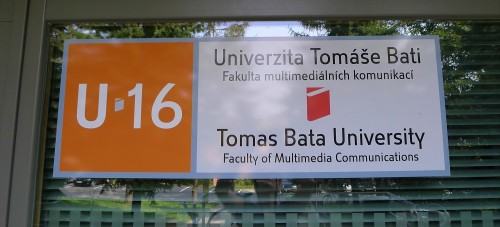 U 16
Univerzita Tomáše Bati
Fakulta multimediálních komunikací
Tomas Bata University
Faculty of Multimedia Communications